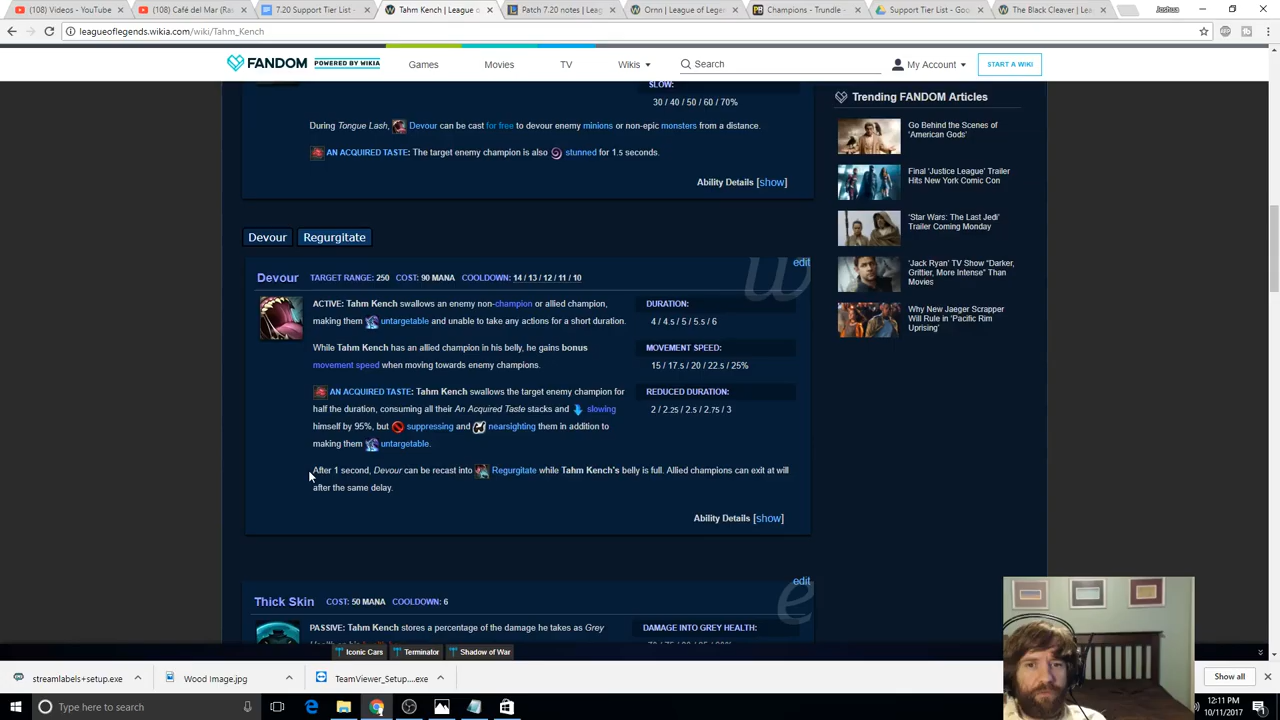 (108) Videos - YouTube
(108) Café del Mar (Ras
7.20 Support Tier List -
Tahm Kench | League o
Patch 7.20 notes | Leag
Ornn | League of Leger
Champions - Trundle -
Support Tier List - Goo
The Black Cleaver | Lea
Joshua
leagueoflegends.wikia.com/wiki/Tahm_Kench
FANDOM POWERED BY WIKIA
Games
Movies
TV
Wikis
Search
My Account
START A WIKI
SLOW:
30 / 40 / 50 / 60 / 70%
During Tongue Lash, Devour can be cast for free to devour enemy minions or non-epic monsters from a distance.
AN ACQUIRED TASTE: The target enemy champion is also stunned for 1.5 seconds.
Ability Details [show]
Devour
Regurgitate
edit
Devour TARGET RANGE: 250 COST: 90 MANA COOLDOWN: 14 / 13 / 12 / 11 / 10
w
ACTIVE: Tahm Kench swallows an enemy non-champion or allied champion,
making them untargetable and unable to take any actions for a short duration.
While Tahm Kench has an allied champion in his belly, he gains bonus
movement speed when moving towards enemy champions.
AN ACQUIRED TASTE: Tahm Kench swallows the target enemy champion for
half the duration, consuming all their An Acquired Taste stacks and slowing
himself by 95%, but suppressing and nearsighting them in addition to
making them untargetable.
DURATION:
4 / 4.5 / 5 / 5.5 / 6
MOVEMENT SPEED:
15 / 17.5 / 20 / 22.5 / 25%
REDUCED DURATION:
2 / 2.25 / 2.5 / 2.75 / 3
After 1 second, Devour can be recast into Regurgitate while Tahm Kench's belly is full. Allied champions can exit at will
after the same delay.
Ability Details [show]
edit
Thick Skin COST: 50 MANA COOLDOWN: 6
e
PASSIVE: Tahm Kench stores a percentage of the damage he takes as Grey
DAMAGE INTO GREY HEALTH:
Trending FANDOM Articles
Go Behind the Scenes of
'American Gods'
Final 'Justice League' Trailer
Hits New York Comic Con
'Star Wars: The Last Jedi'
Trailer Coming Monday
'Jack Ryan' TV Show "Darker,
Grittier, More Intense" Than
Movies
Why New Jaeger Scrapper
Will Rule in 'Pacific Rim
Uprising'
Iconic Cars
Terminator
Shadow of War
streamlabels+setup.exe
Wood Image.jpg
TeamViewer_Setup....exe
Show all
Type here to search
12:11 PM
10/11/2017